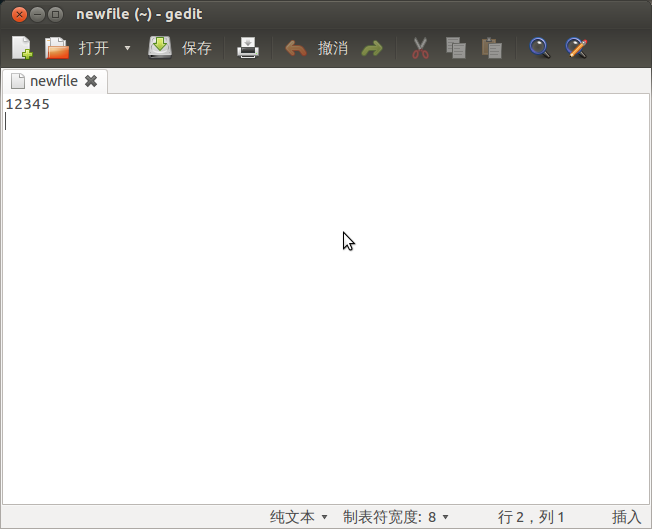 newfile (~) - gedit
打开 保存 撤消
newfile
12345
纯文本 制表符宽度: 8 行 2，列 1 插入